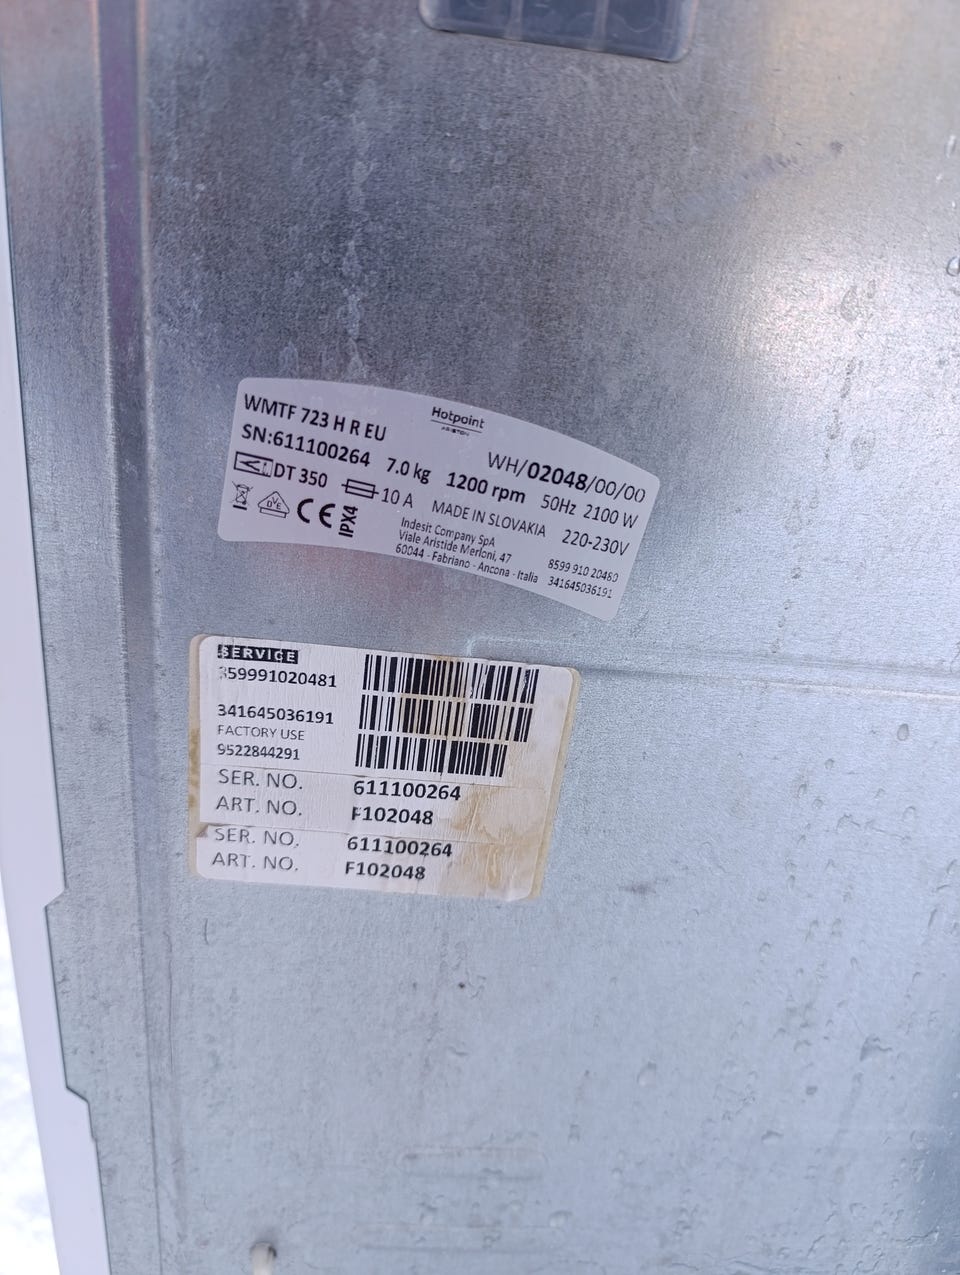 WMTF 723 H R EU
Hotpoint
ARISTON
SN:611100264 7.0 kg
WH/02048/00/00
DT 350 10 A 1200 rpm 50Hz 2100 W
DVE CE IPX4
MADE IN SLOVAKIA 220-230V
Indesit Company SpA
Viale Aristide Merloni, 47
60044 - Fabriano - Ancona - Italia
8599 910 20480
341645036191
SERVICE
859991020481
341645036191
FACTORY USE
9522844291
SER. NO. 611100264
ART. NO. F102048
SER. NO. 611100264
ART. NO. F102048